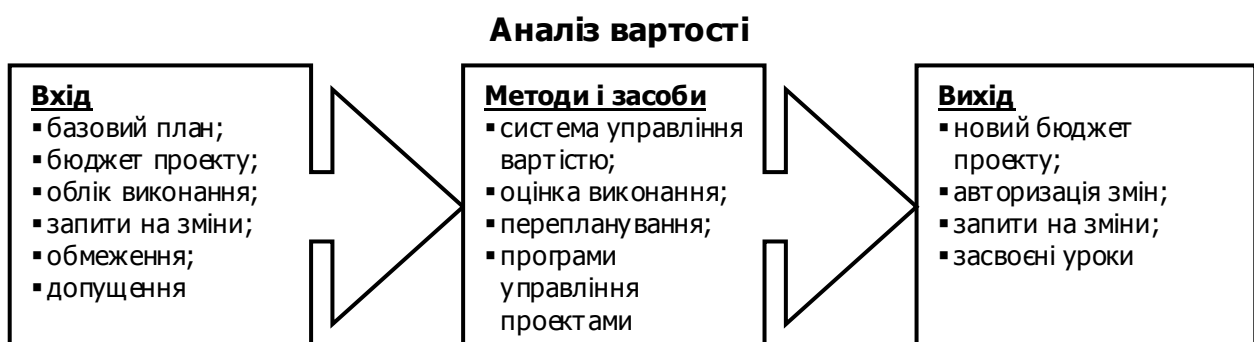 Аналіз вартості
Вхід
▪ базовий план;
▪ бюджет проекту;
▪ облік виконання;
▪ запити на зміни;
▪ обмеження;
▪ допущення
Методи і засоби
▪ система управління
вартістю;
▪ оцінка виконання;
▪ перепланування;
▪ програми
управління
проектами
Вихід
▪ новий бюджет
проекту;
▪ авторизація змін;
▪ запити на зміни;
▪ засвоєні уроки